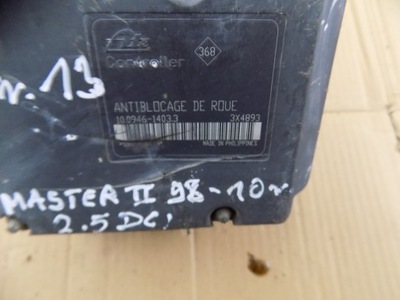 ate
368
Controller
r. 13
ANTIBLOCAGE DE ROUE
10.0946-1403.3 3X4893
MADE IN PHILIPPINES
MASTER II 98-10r
2.5 DCi